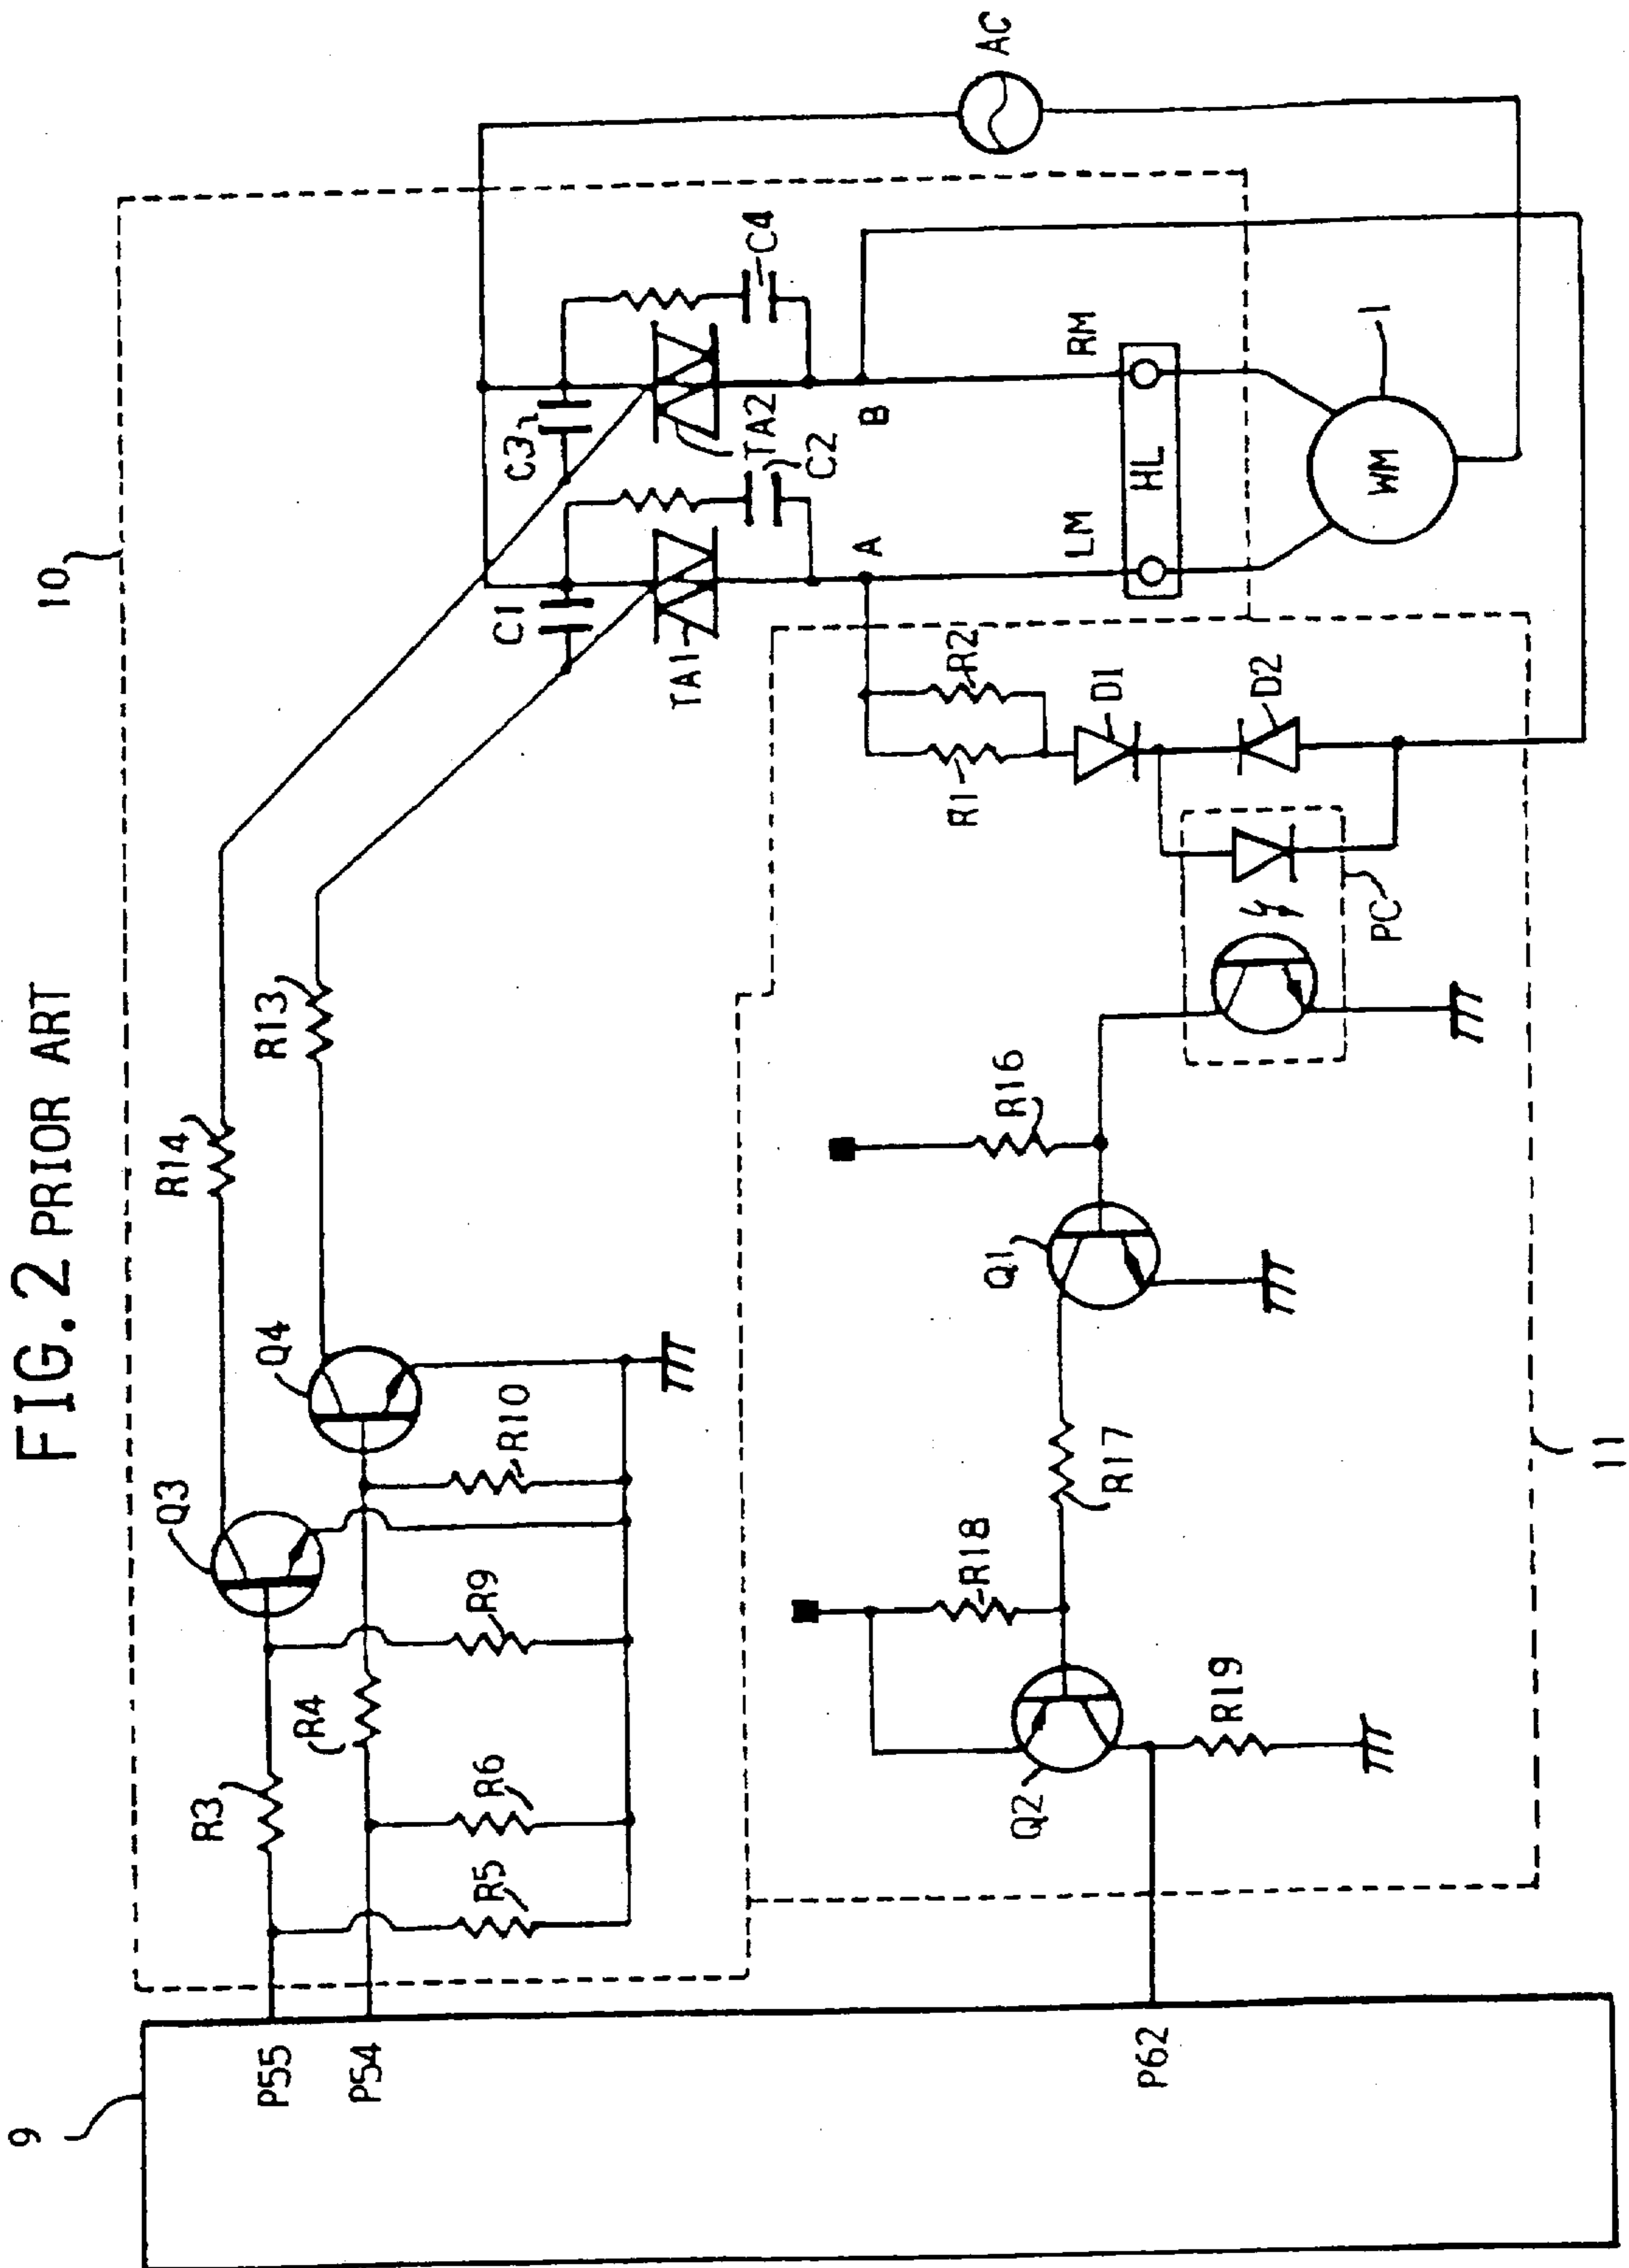 FIG.2 PRIOR ART
10
9
P55
P54
P62
R3
R4
R5
R6
R9
R10
Q3
Q4
R14
R13
C1
C3
TA1
TA2
C2
C4
AC
A
B
LM
HL
RM
WM
1
R1
R2
D1
D2
PC
R16
Q1
R17
R18
Q2
R19
11